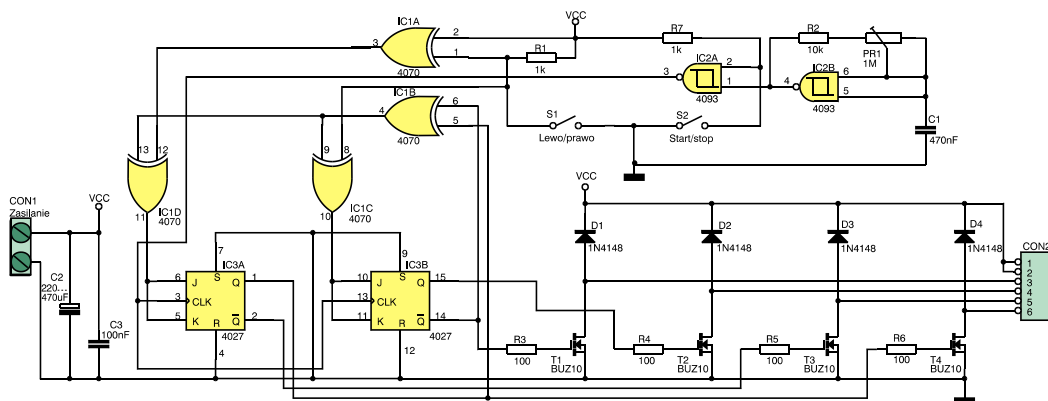 IC1A
3
2
1
4070
VCC
R1
1k
R7
1k
IC2A
3
2
1
4093
R2
10k
PR1
1M
IC2B
4
6
5
4093
IC1B
4
6
5
4070
S1
Lewo/prawo
S2
Start/stop
C1
470nF
13
12
IC1D
11
4070
9
8
IC1C
10
4070
CON1
Zasilanie
VCC
C2
220...
470uF
C3
100nF
7
IC3A
6
J
S
Q
1
3
CLK
5
K
R
Q
2
4027
4
9
IC3B
10
J
S
Q
15
13
CLK
11
K
R
Q
14
4027
12
VCC
D1
1N4148
D2
1N4148
D3
1N4148
D4
1N4148
CON2
1
2
3
4
5
6
R3
100
T1
BUZ10
R4
100
T2
BUZ10
R5
100
T3
BUZ10
R6
100
T4
BUZ10